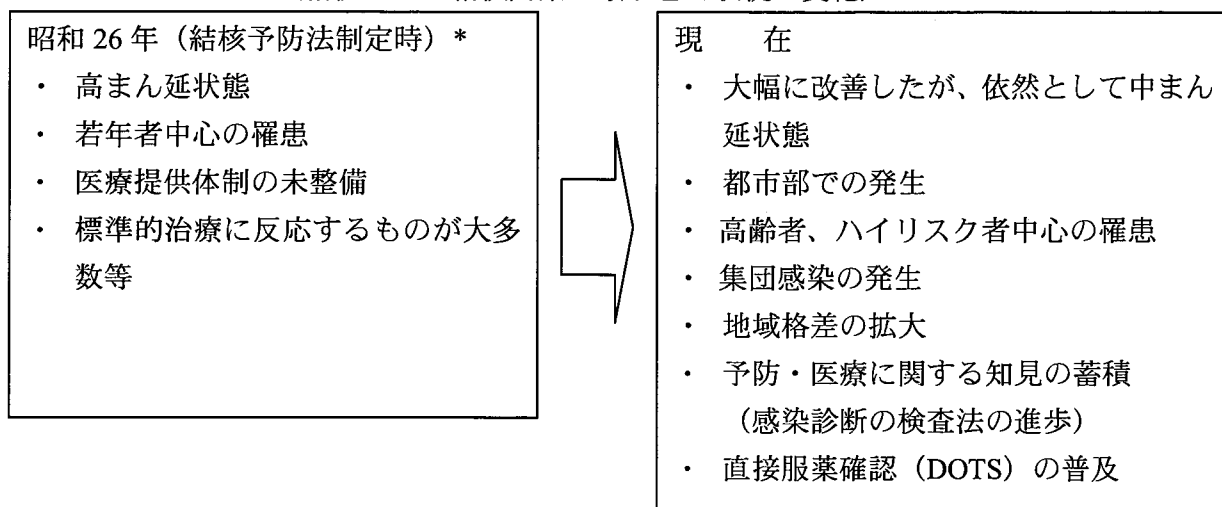 昭和 26 年（結核予防法制定時）*
・ 高まん延状態
・ 若年者中心の罹患
・ 医療提供体制の未整備
・ 標準的治療に反応するものが大多
数等
現　　在
・ 大幅に改善したが、依然として中まん
延状態
・ 都市部での発生
・ 高齢者、ハイリスク者中心の罹患
・ 集団感染の発生
・ 地域格差の拡大
・ 予防・医療に関する知見の蓄積
（感染診断の検査法の進歩）
・ 直接服薬確認（DOTS）の普及